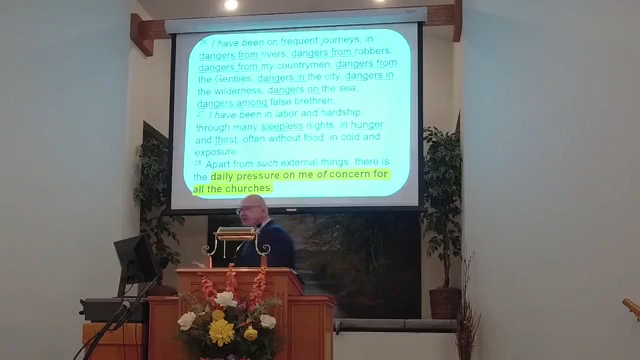 26 I have been on frequent journeys, in
dangers from rivers, dangers from robbers,
dangers from my countrymen, dangers from
the Gentiles, dangers in the city, dangers in
the wilderness, dangers on the sea,
dangers among false brethren.
27 I have been in labor and hardship,
through many sleepless nights, in hunger
and thirst, often without food, in cold and
exposure.
28 Apart from such external things, there is
the daily pressure on me of concern for
all the churches.